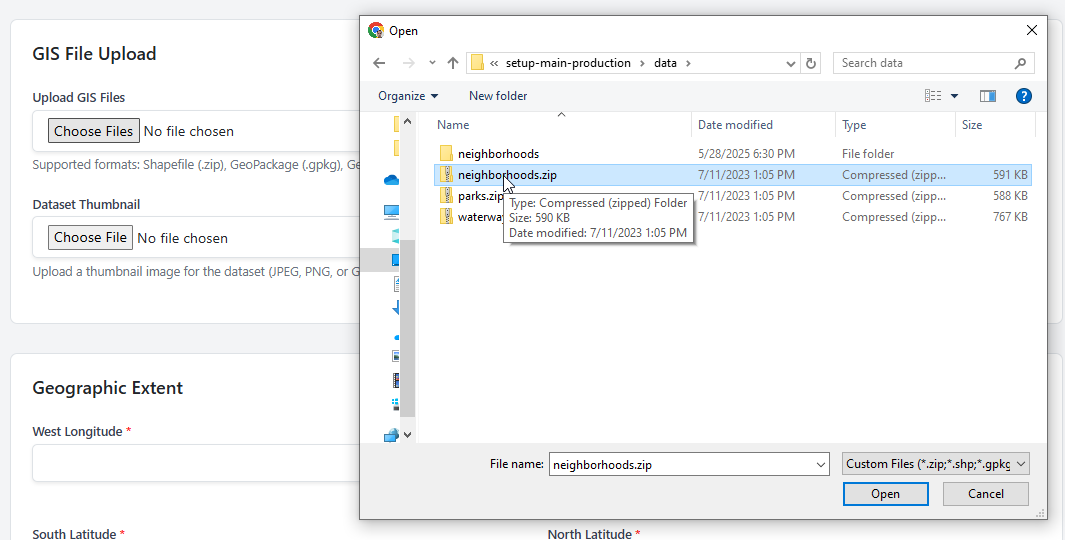 GIS File Upload
Upload GIS Files
Choose Files No file chosen
Supported formats: Shapefile (.zip), GeoPackage (.gpkg),
Dataset Thumbnail
Choose File No file chosen
Upload a thumbnail image for the dataset (JPEG, PNG, or
Geographic Extent
West Longitude *
South Latitude *
North Latitude *
Open
« setup-main-production › data ›
Search data
Organize
New folder
Name Date modified Type Size
neighborhoods 5/28/2025 6:30 PM File folder
neighborhoods.zip 7/11/2023 1:05 PM Compressed (zipp... 591 KB
parks.zip 7/11/2023 1:05 PM Compressed (zipp... 588 KB
7/11/2023 1:05 PM Compressed (zipp... 767 KB
Type: Compressed (zipped) Folder
Size: 590 KB
Date modified: 7/11/2023 1:05 PM
File name: neighborhoods.zip
Custom Files (*.zip;*.shp;*.gpkg
Open
Cancel